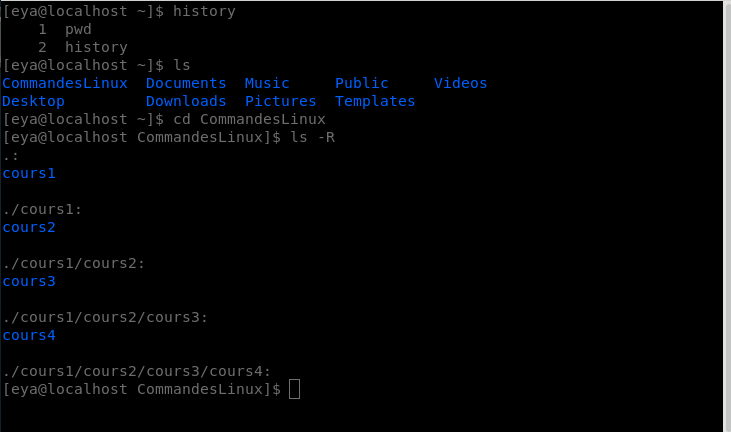 [eya@localhost ~]$ history
    1  pwd
    2  history
[eya@localhost ~]$ ls
CommandesLinux  Documents  Music     Public     Videos
Desktop         Downloads  Pictures  Templates
[eya@localhost ~]$ cd CommandesLinux
[eya@localhost CommandesLinux]$ ls -R
.:
cours1

./cours1:
cours2

./cours1/cours2:
cours3

./cours1/cours2/cours3:
cours4

./cours1/cours2/cours3/cours4:
[eya@localhost CommandesLinux]$